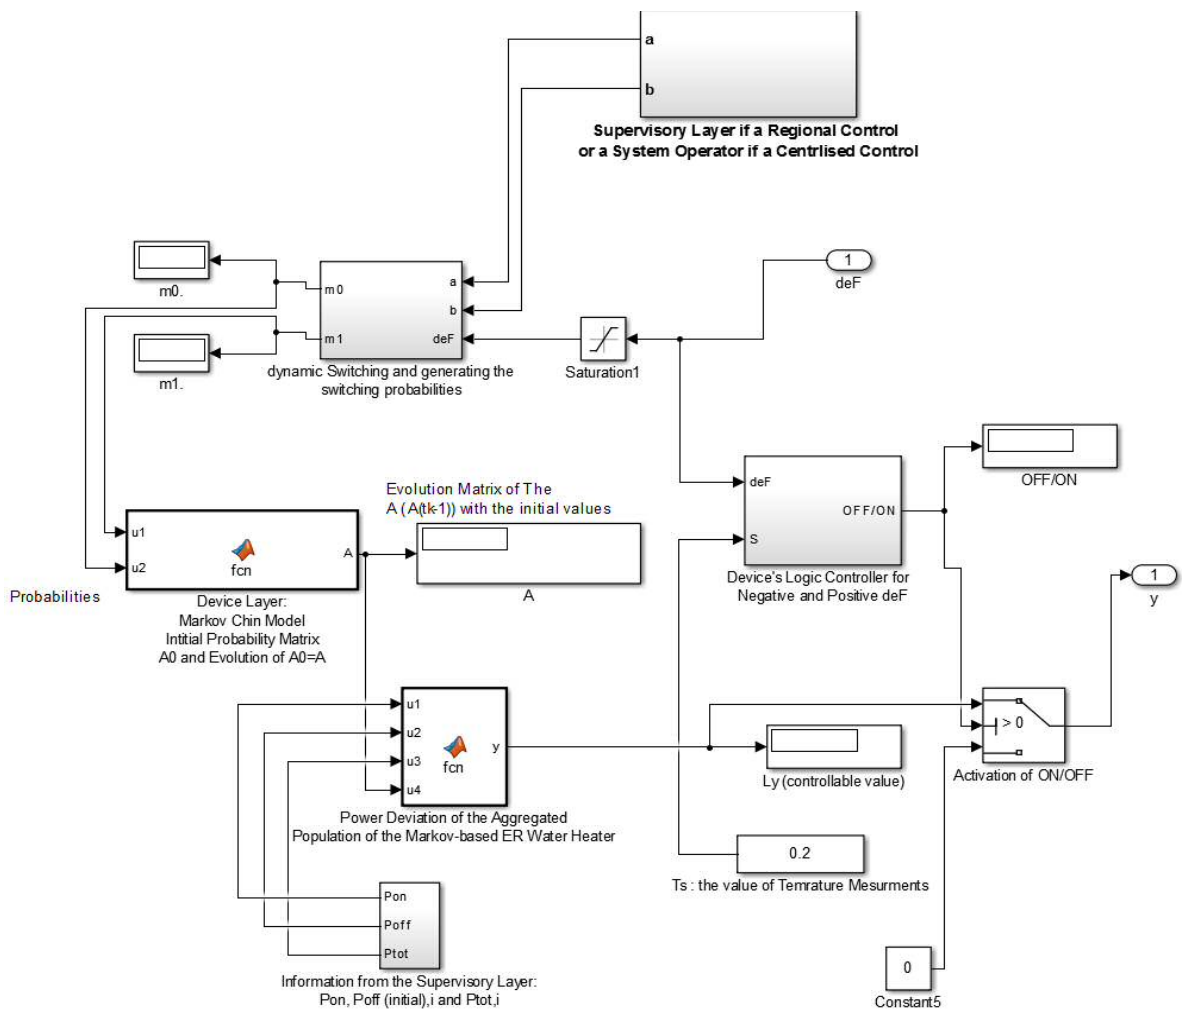 a
b
Supervisory Layer if a Regional Control
or a System Operator if a Centrlised Control
m0.
m0
a
b
m1
deF
m1.
dynamic Switching and generating the
switching probabilities
Saturation1
1
deF
Evolution Matrix of The
A (A(tk-1)) with the initial values
A
u1
u2
fcn
A
Probabilities
Device Layer:
Markov Chin Model
Intitial Probability Matrix
A0 and Evolution of A0=A
deF
OFF/ON
S
Device's Logic Controller for
Negative and Positive deF
OFF/ON
1
y
u1
u2
u3
u4
fcn
y
Power Deviation of the Aggregated
Population of the Markov-based ER Water Heater
Ly (controllable value)
> 0
Activation of ON/OFF
0.2
Ts : the value of Temrature Mesurments
Pon
Poff
Ptot
Information from the Supervisory Layer:
Pon, Poff (initial),i and Ptot,i
0
Constant5